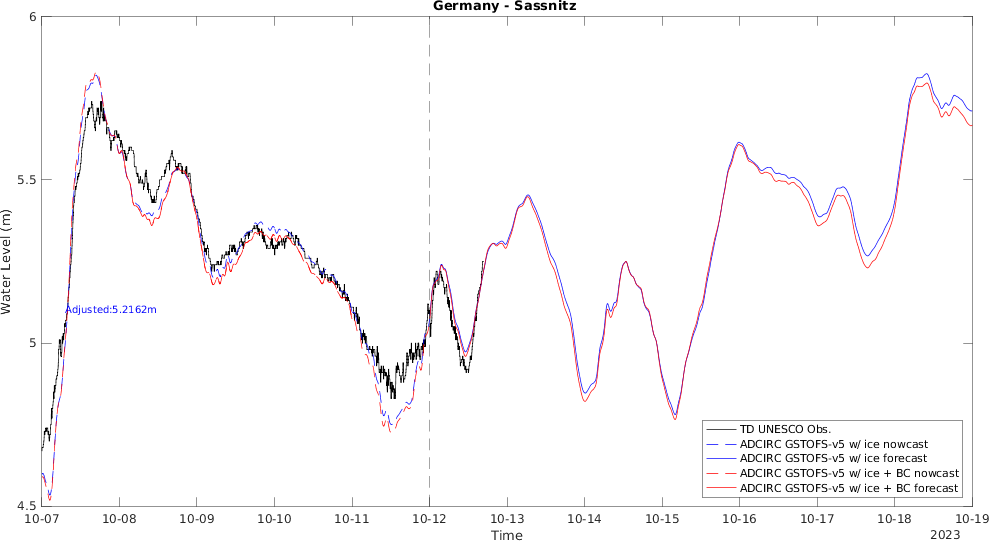 Germany - Sassnitz
6
5.5
5
4.5
Water Level (m)
Adjusted:5.2162m
TD UNESCO Obs.
ADCIRC GSTOFS-v5 w/ ice nowcast
ADCIRC GSTOFS-v5 w/ ice forecast
ADCIRC GSTOFS-v5 w/ ice + BC nowcast
ADCIRC GSTOFS-v5 w/ ice + BC forecast
10-07 10-08 10-09 10-10 10-11 10-12 10-13 10-14 10-15 10-16 10-17 10-18 10-19
Time
2023